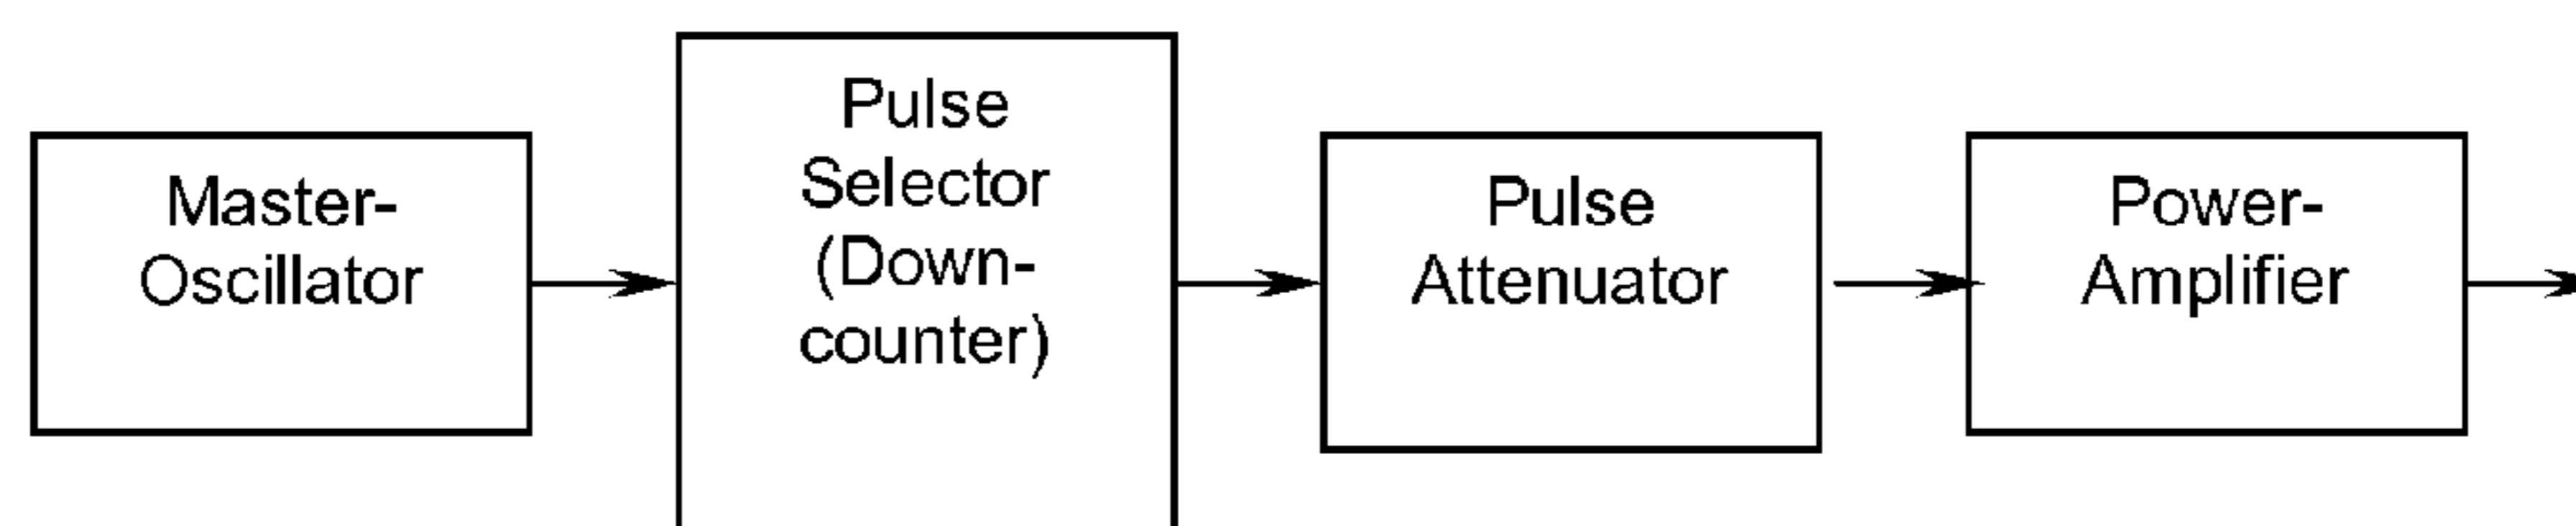 Master-
Oscillator
Pulse
Selector
(Down-
counter)
Pulse
Attenuator
Power-
Amplifier